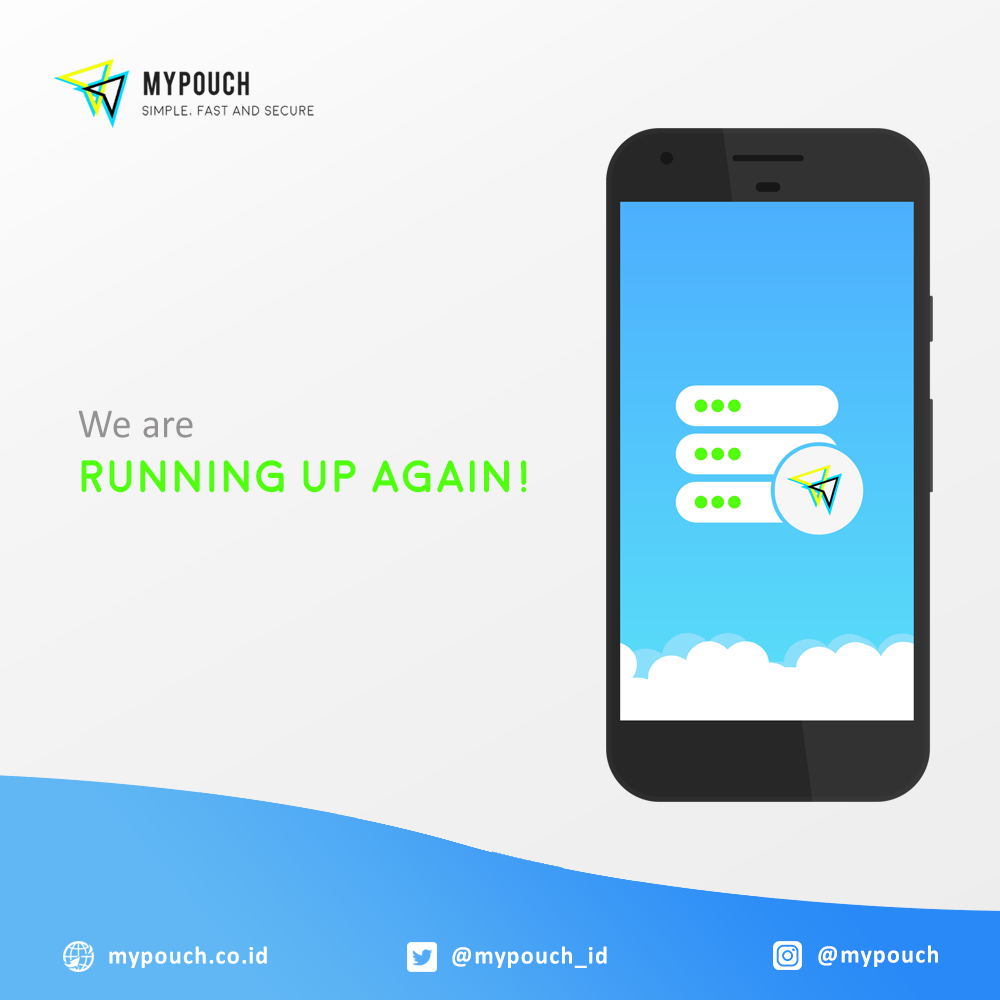 MYPOUCH
SIMPLE, FAST AND SECURE
We are
RUNNING UP AGAIN!
mypouch.co.id
@mypouch_id
@mypouch